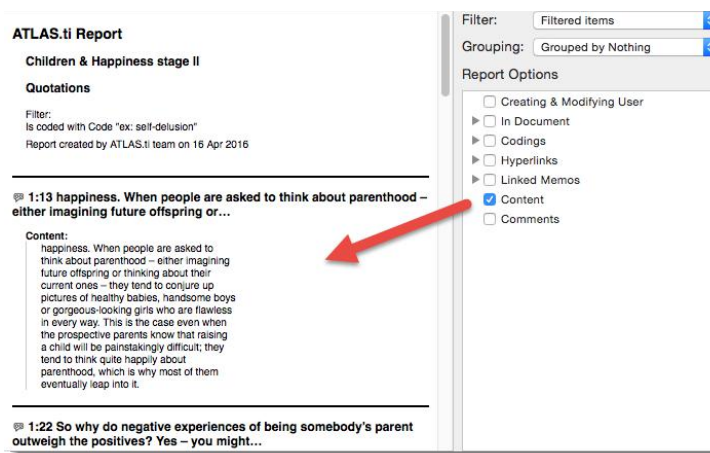 ATLAS.ti Report
Children & Happiness stage II
Quotations
Filter:
Is coded with Code "ex: self-delusion"
Report created by ATLAS.ti team on 16 Apr 2016
1:13 happiness. When people are asked to think about parenthood –
either imagining future offspring or…
Content:
happiness. When people are asked to
think about parenthood – either imagining
future offspring or thinking about their
current ones – they tend to conjure up
pictures of healthy babies, handsome boys
or gorgeous-looking girls who are flawless
in every way. This is the case even when
the prospective parents know that raising
a child will be painstakingly difficult; they
tend to think quite happily about
parenthood, which is why most of them
eventually leap into it.
1:22 So why do negative experiences of being somebody's parent
outweigh the positives? Yes – you might…
Filter: Filtered items
Grouping: Grouped by Nothing
Report Options
Creating & Modifying User
In Document
Codings
Hyperlinks
Linked Memos
Content
Comments